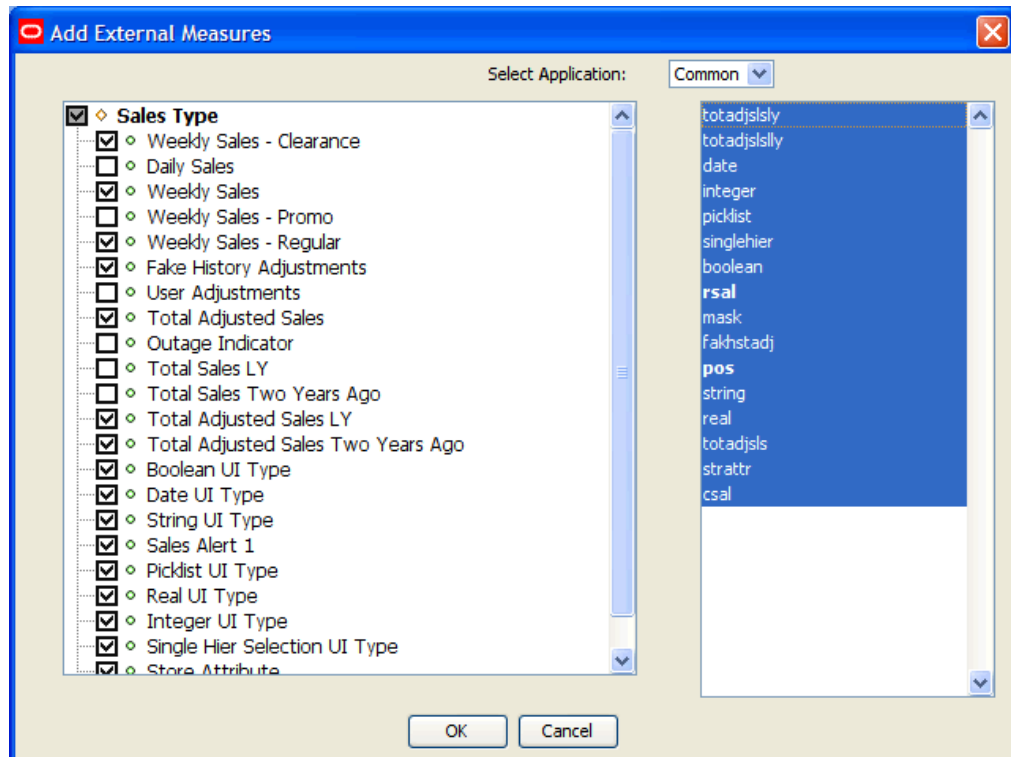 Add External Measures
Select Application: Common
Sales Type
Weekly Sales - Clearance
Daily Sales
Weekly Sales
Weekly Sales - Promo
Weekly Sales - Regular
Fake History Adjustments
User Adjustments
Total Adjusted Sales
Outage Indicator
Total Sales LY
Total Sales Two Years Ago
Total Adjusted Sales LY
Total Adjusted Sales Two Years Ago
Boolean UI Type
Date UI Type
String UI Type
Sales Alert 1
Picklist UI Type
Real UI Type
Integer UI Type
Single Hier Selection UI Type
Store Attribute
totadjslsly
totadjslslly
date
integer
picklist
singlehier
boolean
rsal
mask
fakhstadj
pos
string
real
totadjsls
strattr
csal
OK Cancel